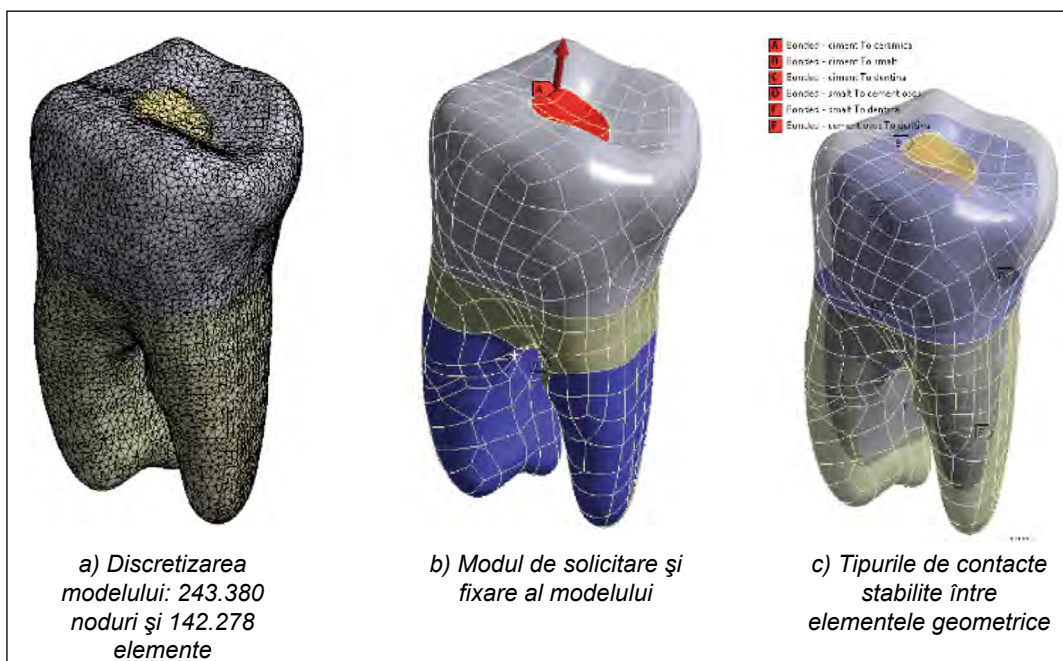 A Bonded - ciment To ceramica
B Bonded - ciment To smalt
C Bonded - ciment To dentina
D Bonded - smalt To cement osos
E Bonded - smalt To dentina
F Bonded - cement osos To dentina
A
a) Discretizarea
modelului: 243.380
noduri şi 142.278
elemente
b) Modul de solicitare şi
fixare al modelului
c) Tipurile de contacte
stabilite între
elementele geometrice